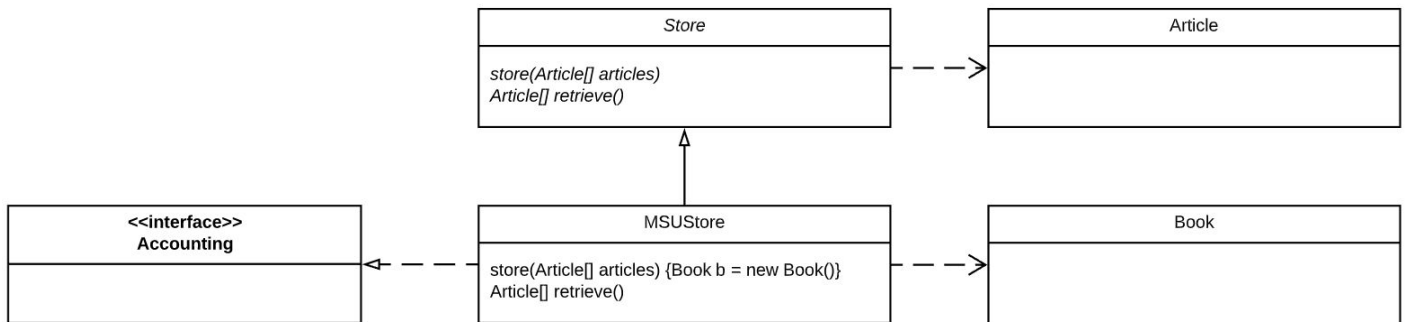 Store
store(Article[] articles)
Article[] retrieve()
Article
<<interface>>
Accounting
MSUStore
store(Article[] articles) {Book b = new Book()}
Article[] retrieve()
Book